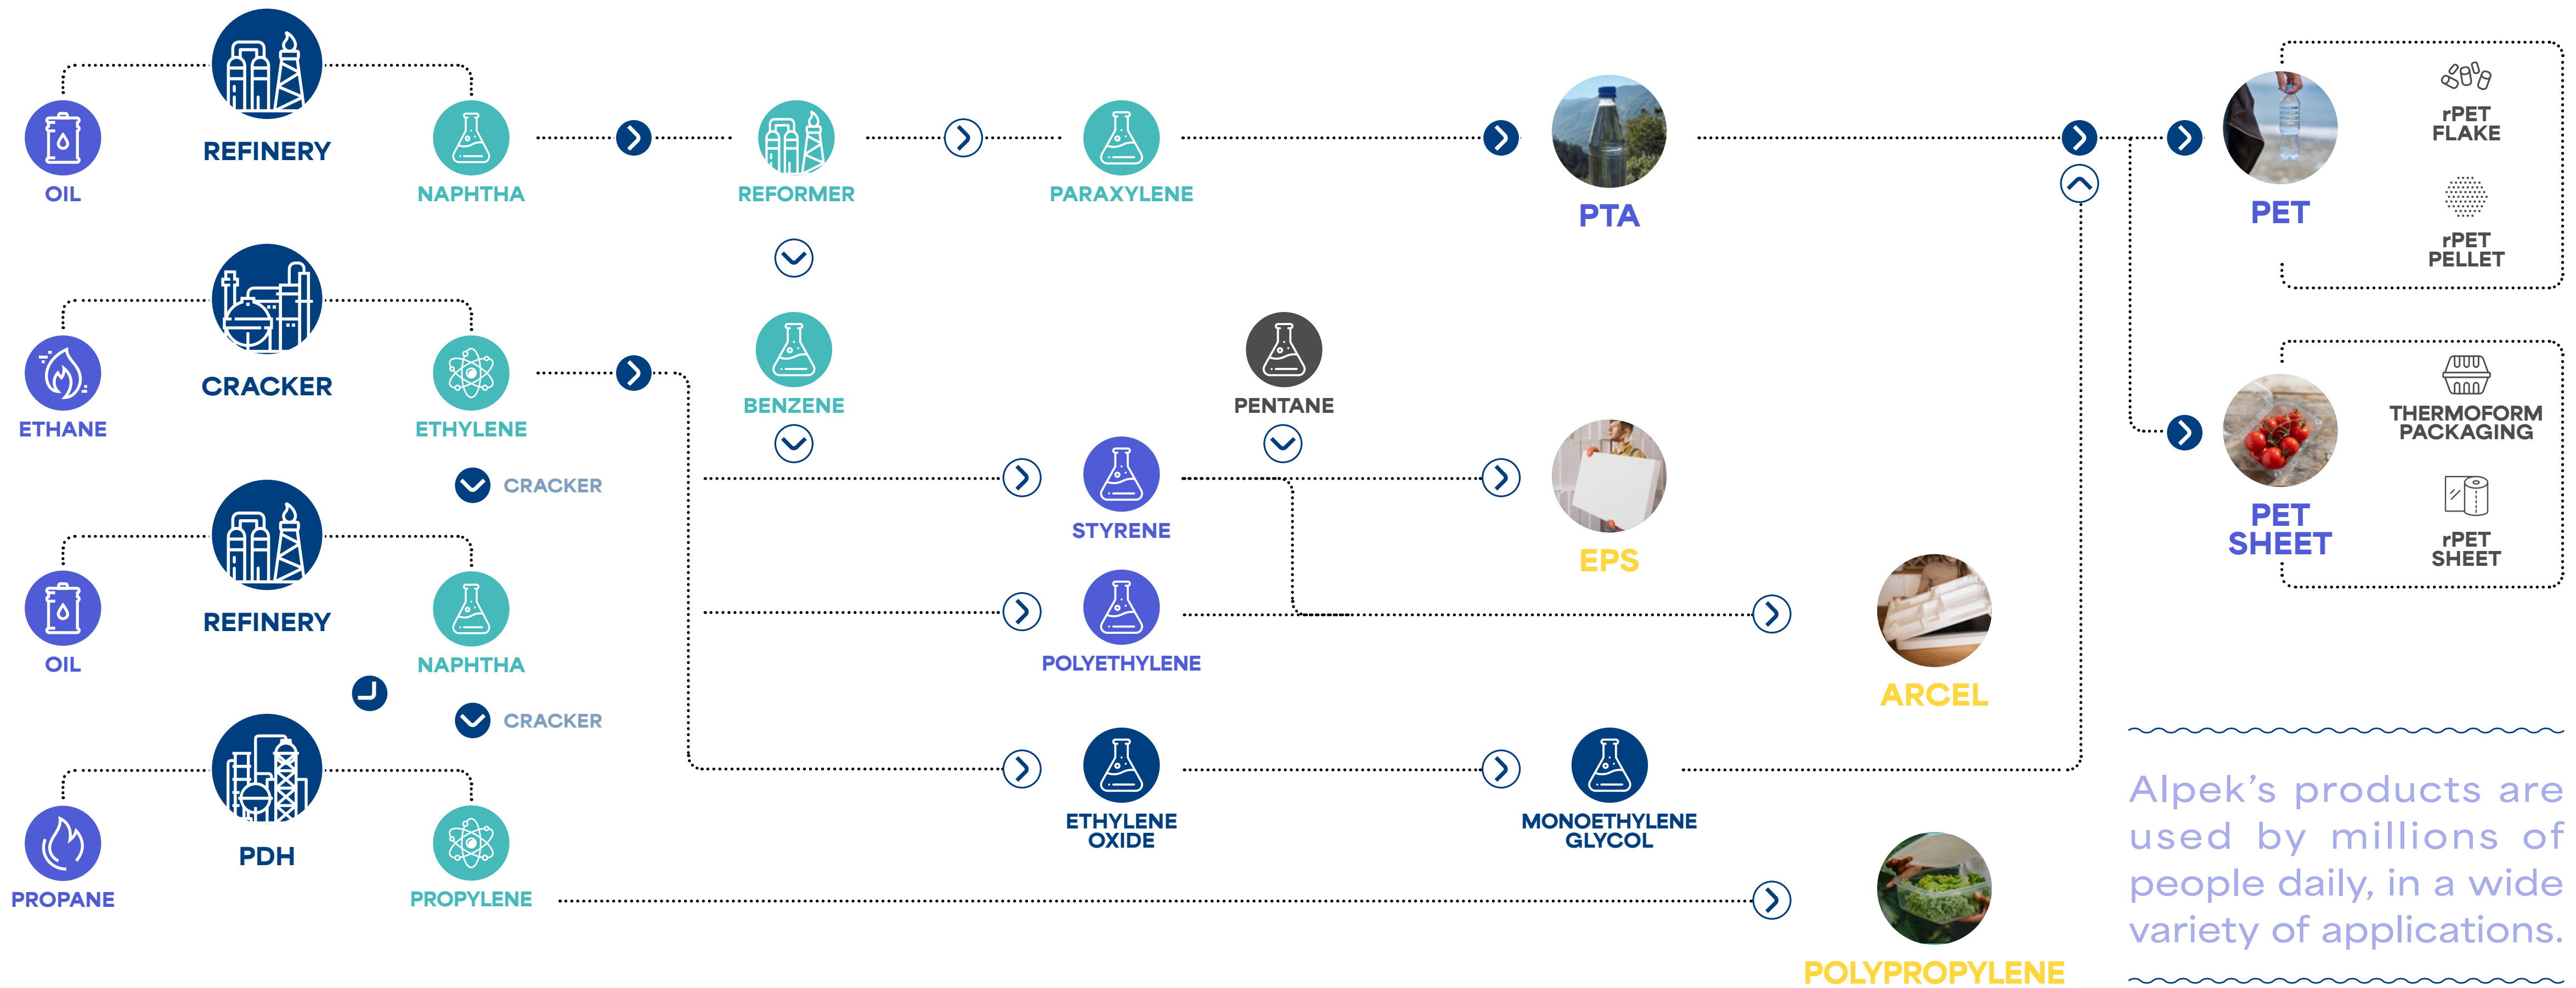 OIL
REFINERY
NAPHTHA
REFORMER
PARAXYLENE
PTA
PET
rPET
FLAKE
rPET
PELLET
ETHANE
CRACKER
ETHYLENE
CRACKER
BENZENE
PENTANE
STYRENE
EPS
PET
SHEET
THERMOFORM
PACKAGING
rPET
SHEET
OIL
REFINERY
NAPHTHA
CRACKER
POLYETHYLENE
ARCEL
PROPANE
PDH
PROPYLENE
ETHYLENE
OXIDE
MONOETHYLENE
GLYCOL
POLYPROPYLENE
Alpek’s products are
used by millions of
people daily, in a wide
variety of applications.